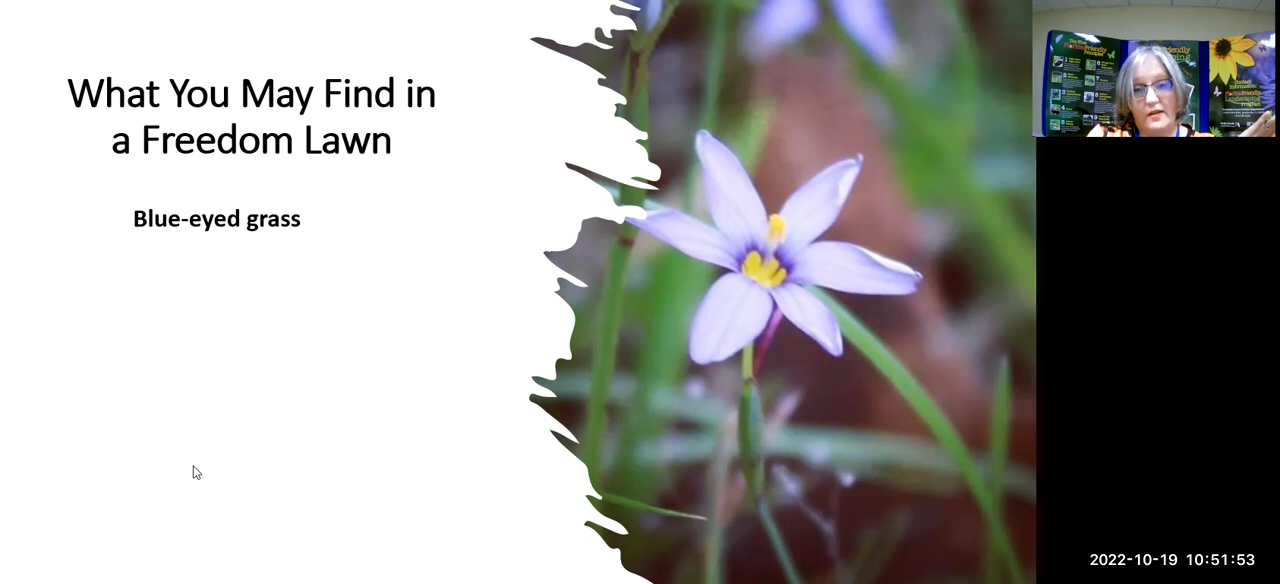 What You May Find in
a Freedom Lawn
Blue-eyed grass
2022-10-19 10:51:53